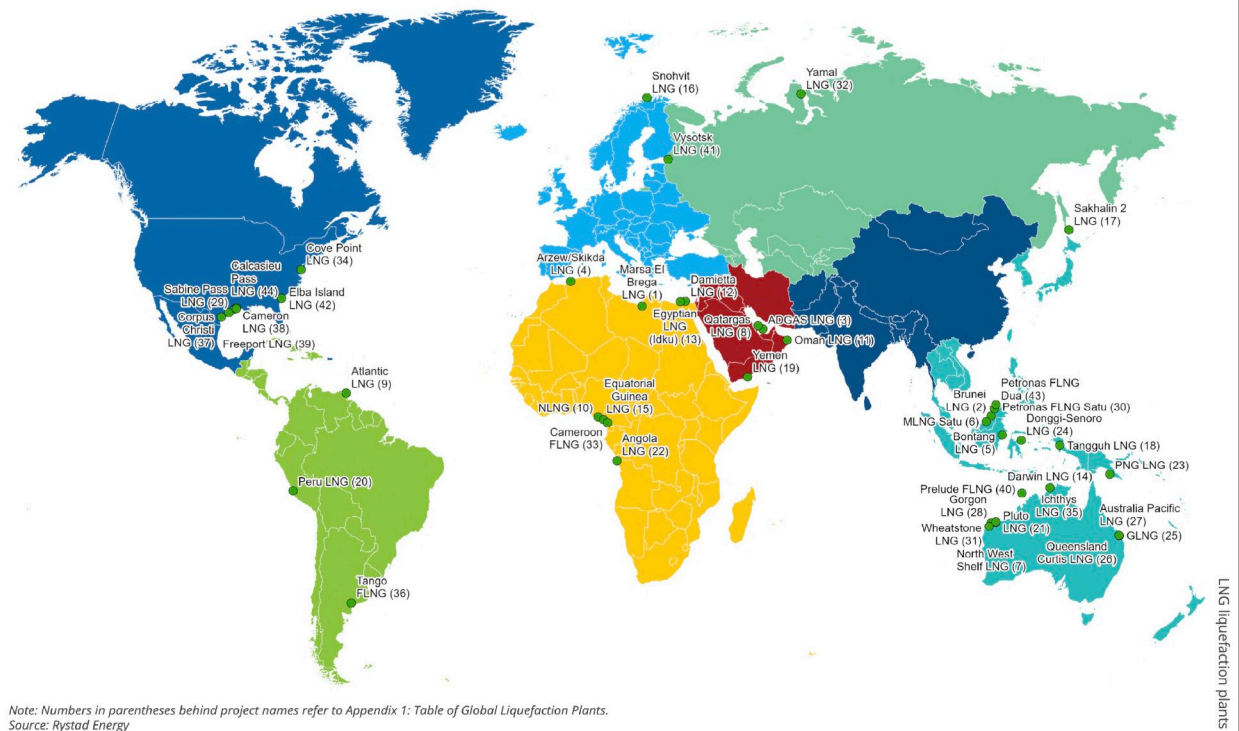 Snohvit
LNG (16)
Yamal
LNG (32)
Vysotsk
LNG (41)
Sakhalin 2
LNG (17)
Cove Point
LNG (34)
Calcasieu
Pass
LNG (44)
Sabine Pass
LNG (29)
Elba Island
LNG (42)
Corpus
Christi
LNG (37)
Cameron
LNG (38)
Freeport LNG (39)
Arzew/Skikda
LNG (4)
Marsa El
Brega
LNG (1)
Damietta
LNG (12)
Egyptian
LNG
(Idku) (13)
Qatargas
LNG (8)
ADGAS LNG (3)
Oman LNG (11)
Yemen
LNG (19)
Atlantic
LNG (9)
Equatorial
Guinea
LNG (15)
NLNG (10)
Cameroon
FLNG (33)
Angola
LNG (22)
Peru LNG (20)
Tango
FLNG (36)
Petronas FLNG
Dua (43)
Brunei
LNG (2)
Petronas FLNG Satu (30)
MLNG Satu (6)
Donggi-Senoro
LNG (24)
Bontang
LNG (5)
Tangguh LNG (18)
PNG LNG (23)
Darwin LNG (14)
Prelude FLNG (40)
Ichthys
LNG (35)
Gorgon
LNG (28)
Pluto
LNG (21)
Wheatstone
LNG (31)
North West
Shelf LNG (7)
Australia Pacific
LNG (27)
GLNG (25)
Queensland
Curtis LNG (26)
LNG liquefaction plants
Note: Numbers in parentheses behind project names refer to Appendix 1: Table of Global Liquefaction Plants.
Source: Rystad Energy